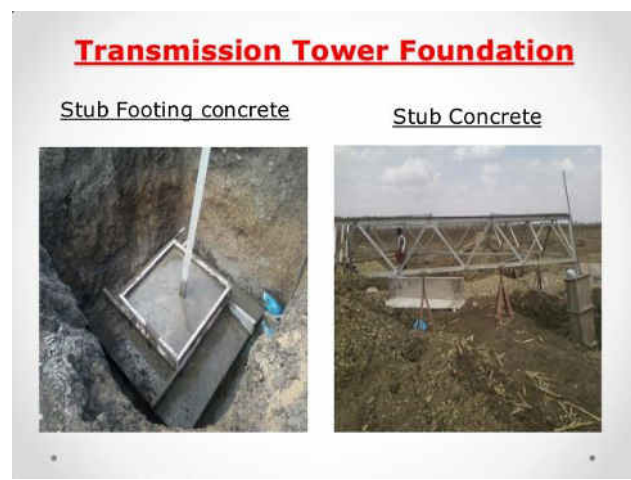 Transmission Tower Foundation
Stub Footing concrete
Stub Concrete